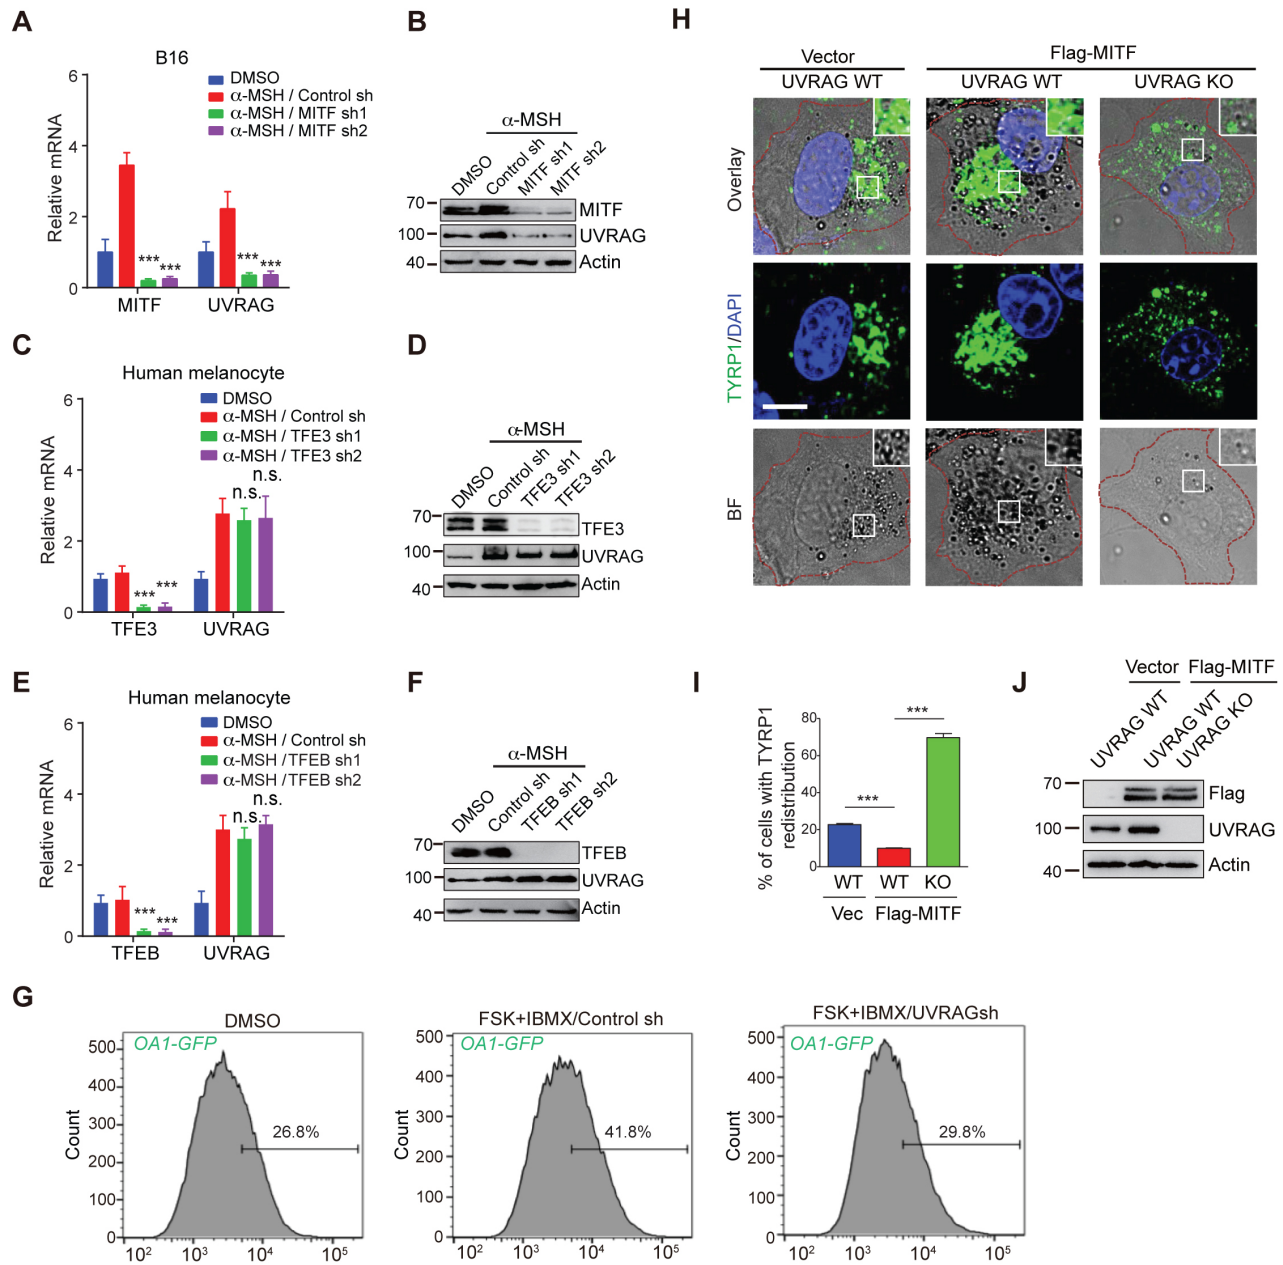 A
B16
DMSO
α-MSH / Control sh
α-MSH / MITF sh1
α-MSH / MITF sh2
Relative mRNA
6
4
2
0
*** ***
*** ***
MITF UVRAG
B
α-MSH
DMSO
Control sh
MITF sh1
MITF sh2
70 MITF
100 UVRAG
40 Actin
C
Human melanocyte
DMSO
α-MSH / Control sh
α-MSH / TFE3 sh1
α-MSH / TFE3 sh2
Relative mRNA
6
4
2
0
*** ***
n.s. n.s.
TFE3 UVRAG
D
α-MSH
DMSO
Control sh
TFE3 sh1
TFE3 sh2
70 TFE3
100 UVRAG
40 Actin
E
Human melanocyte
DMSO
α-MSH / Control sh
α-MSH / TFEB sh1
α-MSH / TFEB sh2
Relative mRNA
6
4
2
0
*** ***
n.s. n.s.
TFEB UVRAG
F
α-MSH
DMSO
Control sh
TFEB sh1
TFEB sh2
70 TFEB
100 UVRAG
40 Actin
G
DMSO
OA1-GFP
26.8%
Count
500
400
300
200
100
0
10² 10³ 10⁴ 10⁵
FSK+IBMX/Control sh
OA1-GFP
41.8%
Count
500
400
300
200
100
0
10² 10³ 10⁴ 10⁵
FSK+IBMX/UVRAGsh
OA1-GFP
29.8%
Count
500
400
300
200
100
0
10² 10³ 10⁴ 10⁵
H
Vector Flag-MITF
UVRAG WT UVRAG WT UVRAG KO
Overlay
TYRP1/DAPI
BF
I
% of cells with TYRP1
redistribution
80
60
40
20
0
***
***
WT WT KO
Vec Flag-MITF
J
Vector Flag-MITF
UVRAG WT
UVRAG WT
UVRAG KO
70 Flag
100 UVRAG
40 Actin